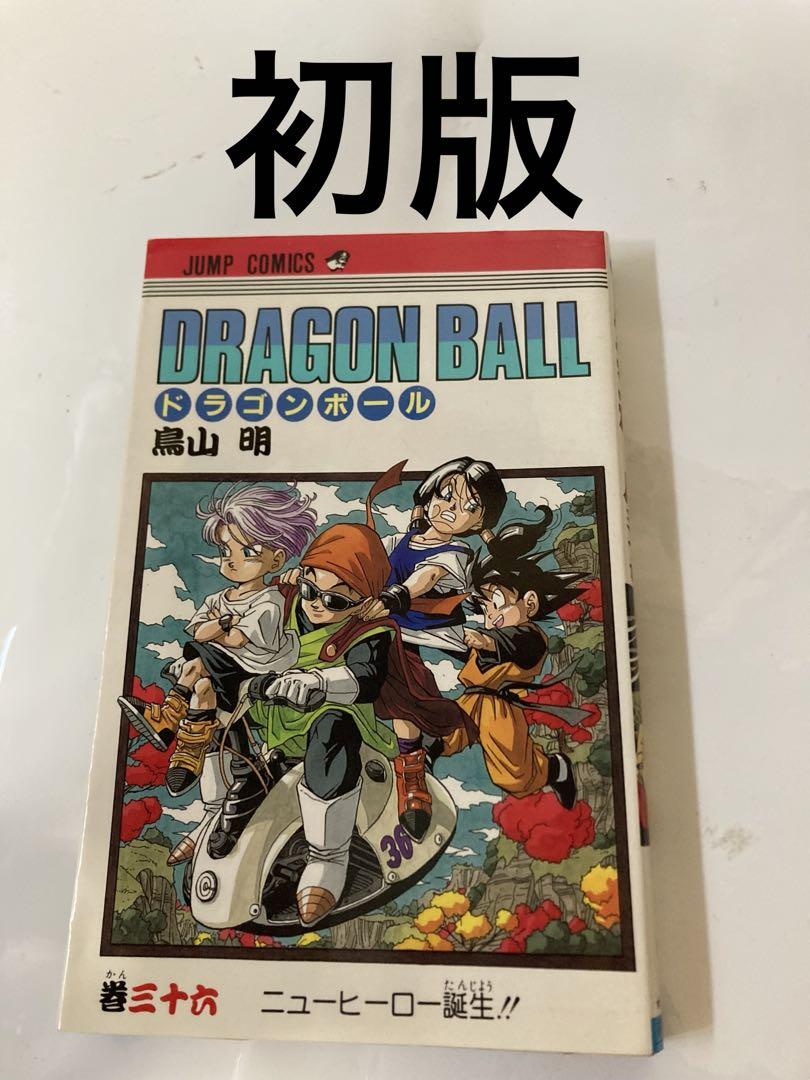 初版
JUMP COMICS
DRAGON BALL
ドラゴンボール
鳥山 明
36
かん
巻三十六
たんじょう
ニューヒーロー誕生!!